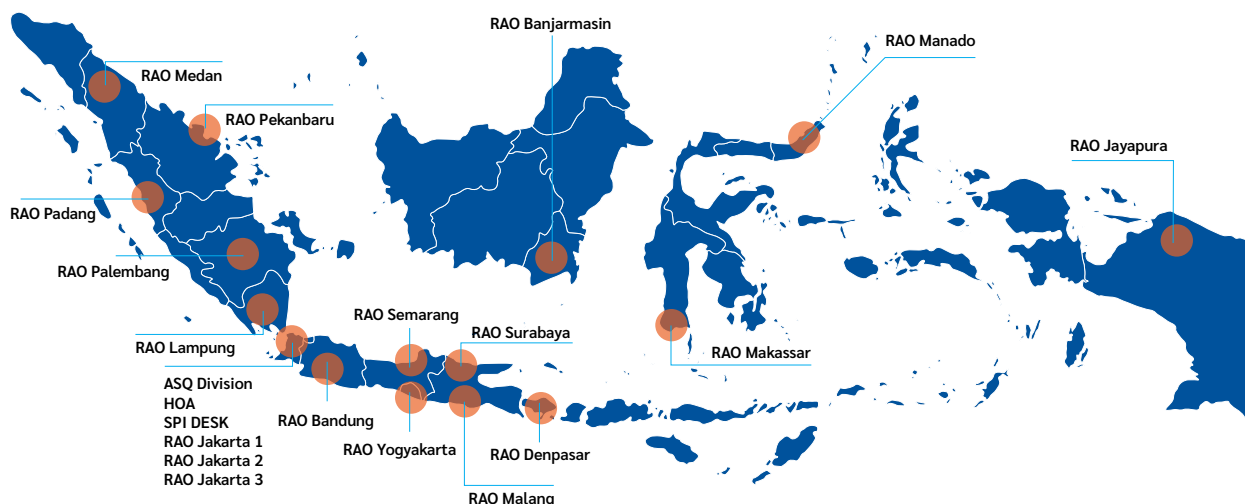 RAO Banjarmasin
RAO Manado
RAO Medan
RAO Pekanbaru
RAO Jayapura
RAO Padang
RAO Palembang
RAO Semarang
RAO Surabaya
RAO Lampung
RAO Makassar
ASQ Division
HOA
SPI DESK
RAO Jakarta 1
RAO Jakarta 2
RAO Jakarta 3
RAO Bandung
RAO Yogyakarta
RAO Denpasar
RAO Malang